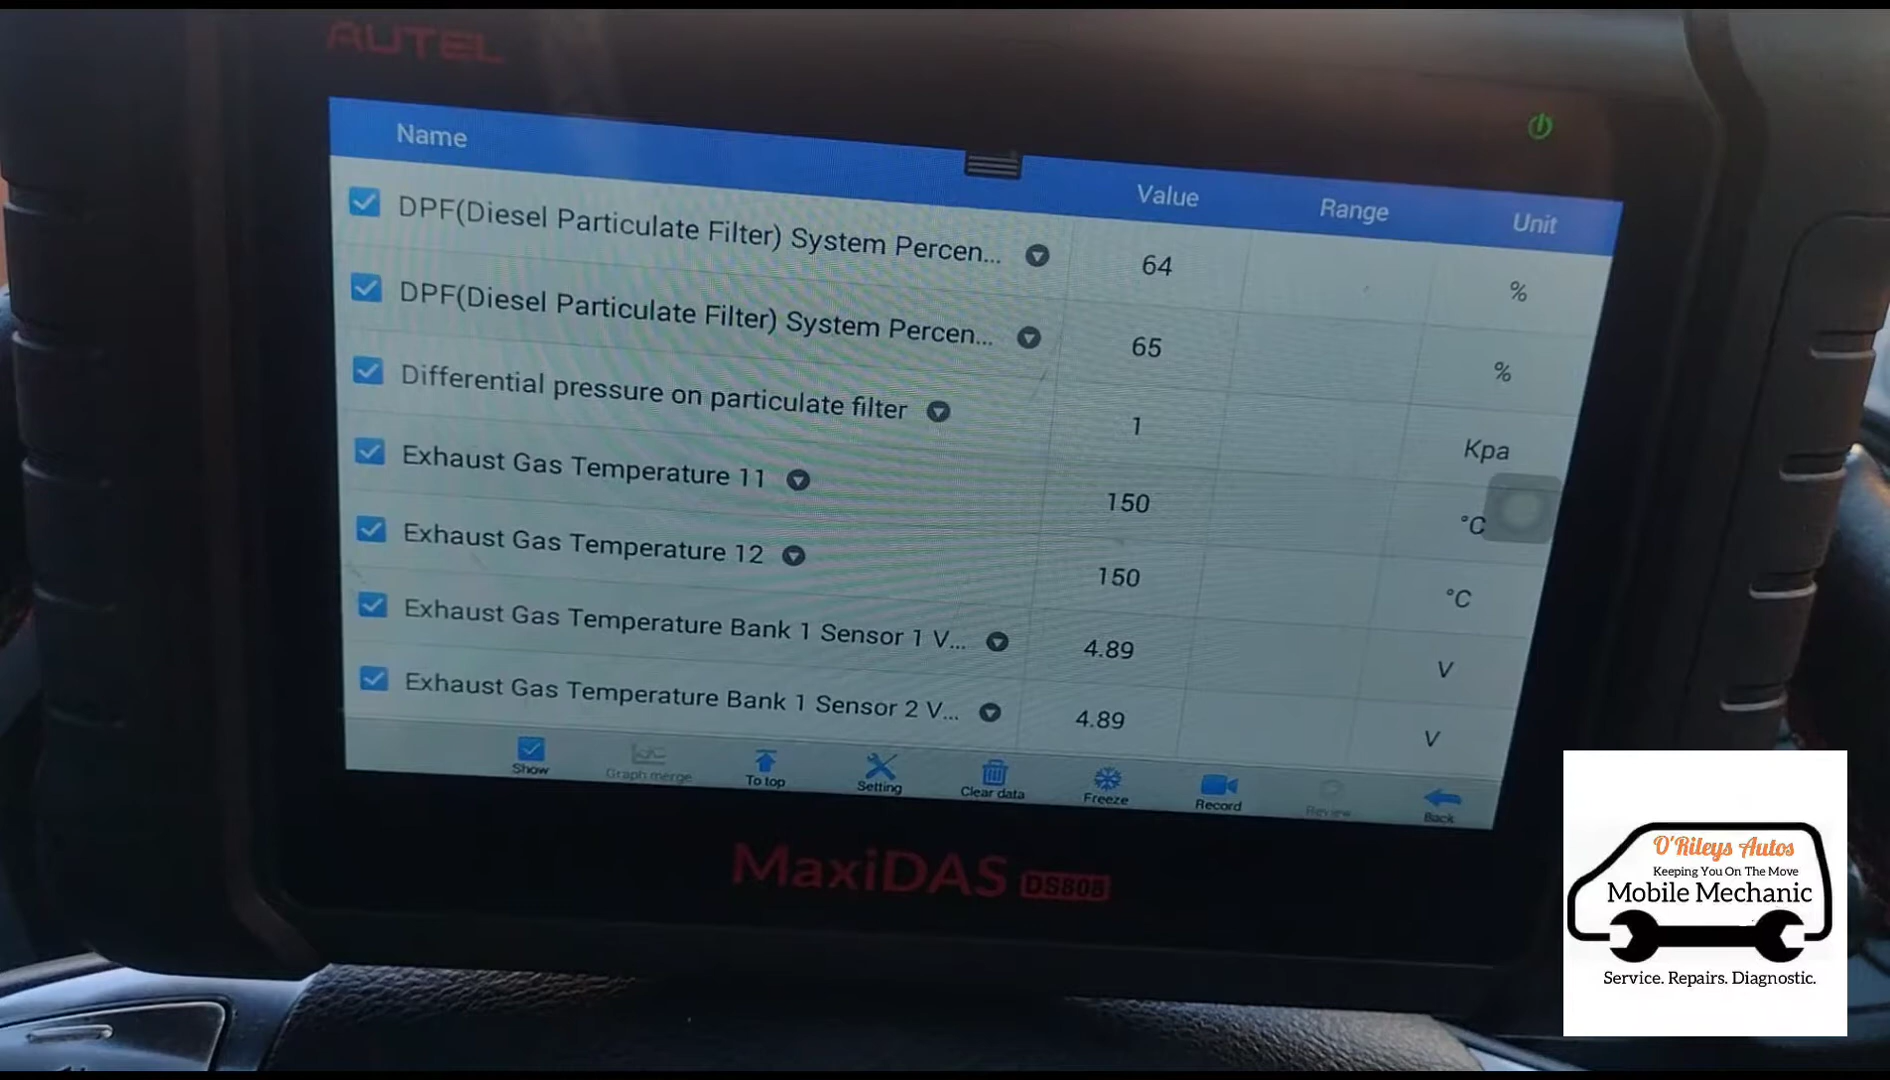 AUTEL
Name Value Range Unit
DPF(Diesel Particulate Filter) System Percen... 64 %
DPF(Diesel Particulate Filter) System Percen... 65 %
Differential pressure on particulate filter 1 Kpa
Exhaust Gas Temperature 11 150 °C
Exhaust Gas Temperature 12 150 °C
Exhaust Gas Temperature Bank 1 Sensor 1 V... 4.89 V
Exhaust Gas Temperature Bank 1 Sensor 2 V... 4.89 V
Show Graph merge To top Setting Clear data Freeze Record Review Back
MaxiDAS DS808
O'Rileys Autos
Keeping You On The Move
Mobile Mechanic
Service. Repairs. Diagnostic.